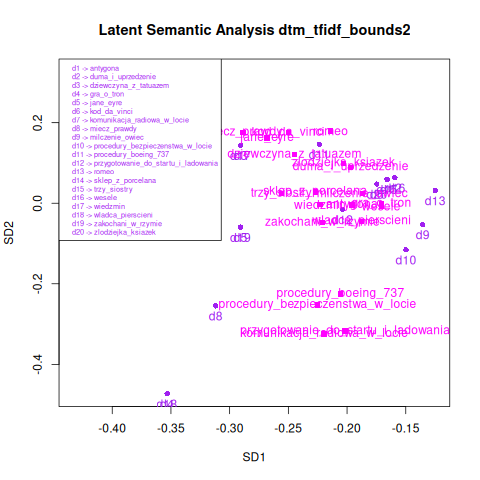 Latent Semantic Analysis dtm_tfidf_bounds2
d1 -> antygona
d2 -> duma_i_uprzedzenie
d3 -> dziewczyna_z_tatuazem
d4 -> gra_o_tron
d5 -> jane_eyre
d6 -> kod_da_vinci
d7 -> komunikacja_radiowa_w_locie
d8 -> miecz_prawdy
d9 -> milczenie_owiec
d10 -> procedury_bezpieczenstwa_w_locie
d11 -> procedury_boeing_737
d12 -> przygotowanie_do_startu_i_ladowania
d13 -> romeo
d14 -> sklep_z_porcelana
d15 -> trzy_siostry
d16 -> wesele
d17 -> wiedzmin
d18 -> wladca_pierscieni
d19 -> zakochani_w_rzymie
d20 -> zlodziejka_ksiazek
romeo
jane_eyre
zlodziejka_ksiazek
duma_i_uprzedzenie
d13
wesele
zakochani_w_rzymie
wladca_pierscieni
d9
d10
procedury_boeing_737
procedury_bezpieczenstwa_w_locie
d8
przygotowanie_do_startu_i_ladowania
komunikacja_radiowa_w_locie
0.2
0.0
-0.2
-0.4
SD2
-0.40
-0.35
-0.30
-0.25
-0.20
-0.15
SD1